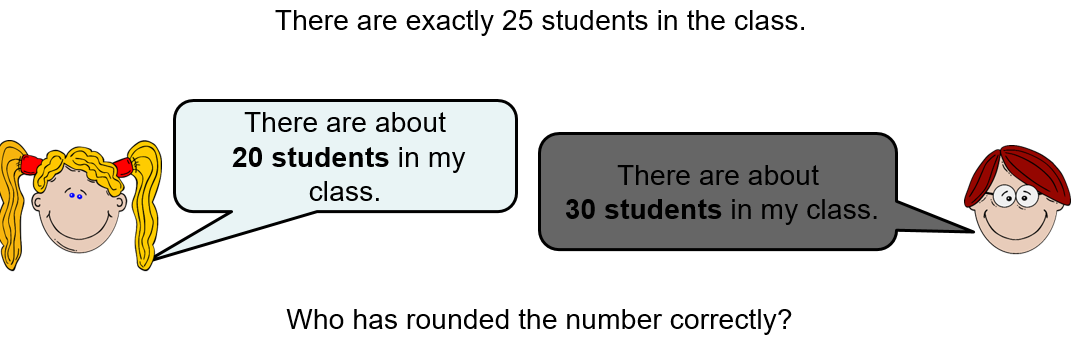 There are exactly 25 students in the class.
There are about
20 students in my
class.
There are about
30 students in my class.
Who has rounded the number correctly?